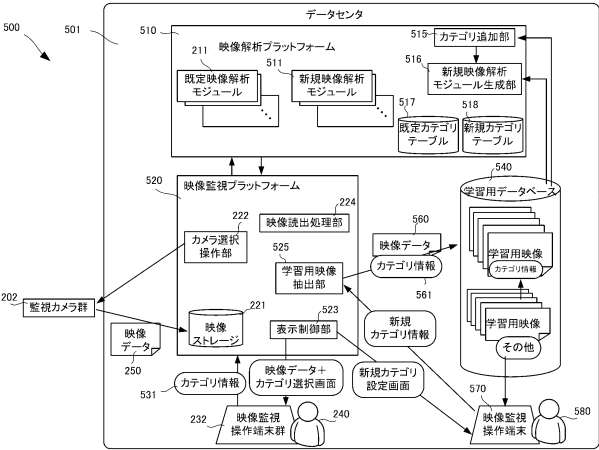 データセンタ
500
501
510
映像解析プラットフォーム
211
既定映像解析
モジュール
511
新規映像解析
モジュール
515
カテゴリ追加部
516
新規映像解析
モジュール生成部
517
既定カテゴリ
テーブル
518
新規カテゴリ
テーブル
520
映像監視プラットフォーム
222
カメラ選択
操作部
224
映像読出処理部
525
学習用映像
抽出部
221
映像
ストレージ
523
表示制御部
202
監視カメラ群
映像
データ
250
560
映像データ
カテゴリ情報
561
540
学習用データベース
学習用映像
カテゴリ情報
学習用映像
その他
新規
カテゴリ情報
531
カテゴリ情報
映像データ+
カテゴリ選択画面
新規カテゴリ
設定画面
232
映像監視
操作端末群
240
570
映像監視
操作端末
580